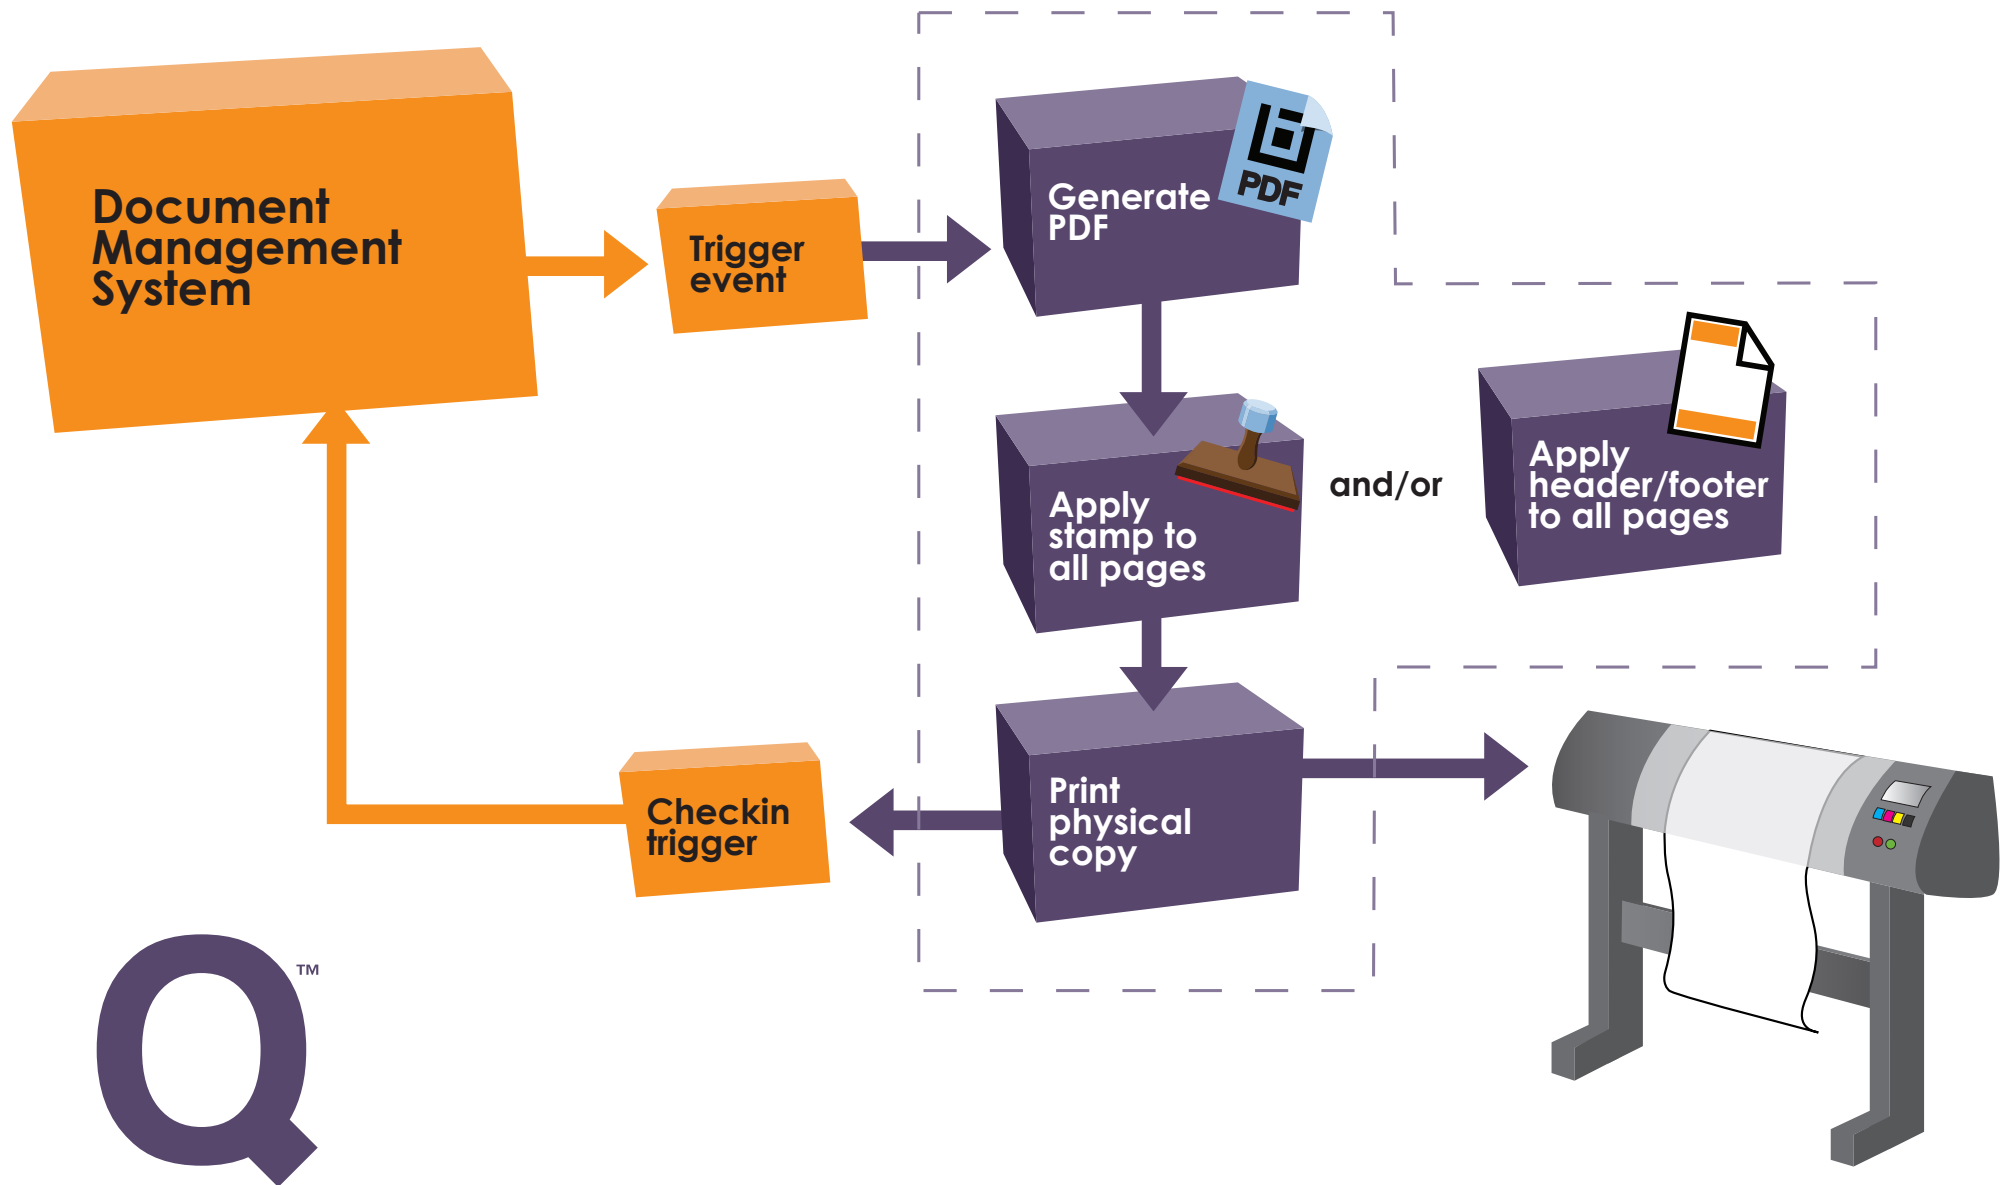 Document
Management
System
Trigger
event
Generate
PDF
PDF
Apply
stamp to
all pages
and/or
Apply
header/footer
to all pages
Print
physical
copy
Checkin
trigger
Q™